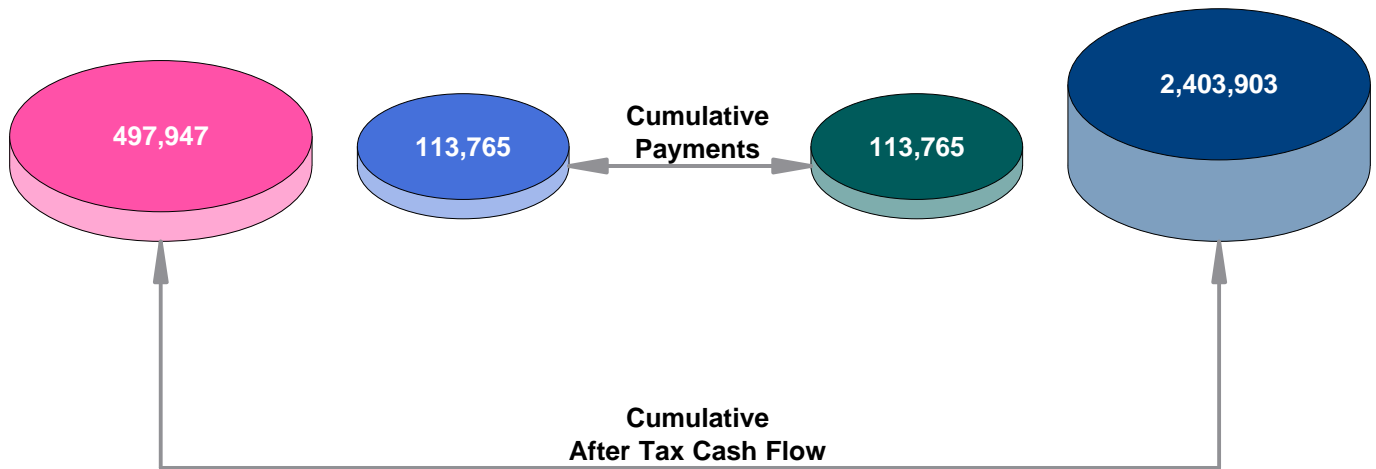 497,947
113,765
Cumulative
Payments
113,765
2,403,903
Cumulative
After Tax Cash Flow